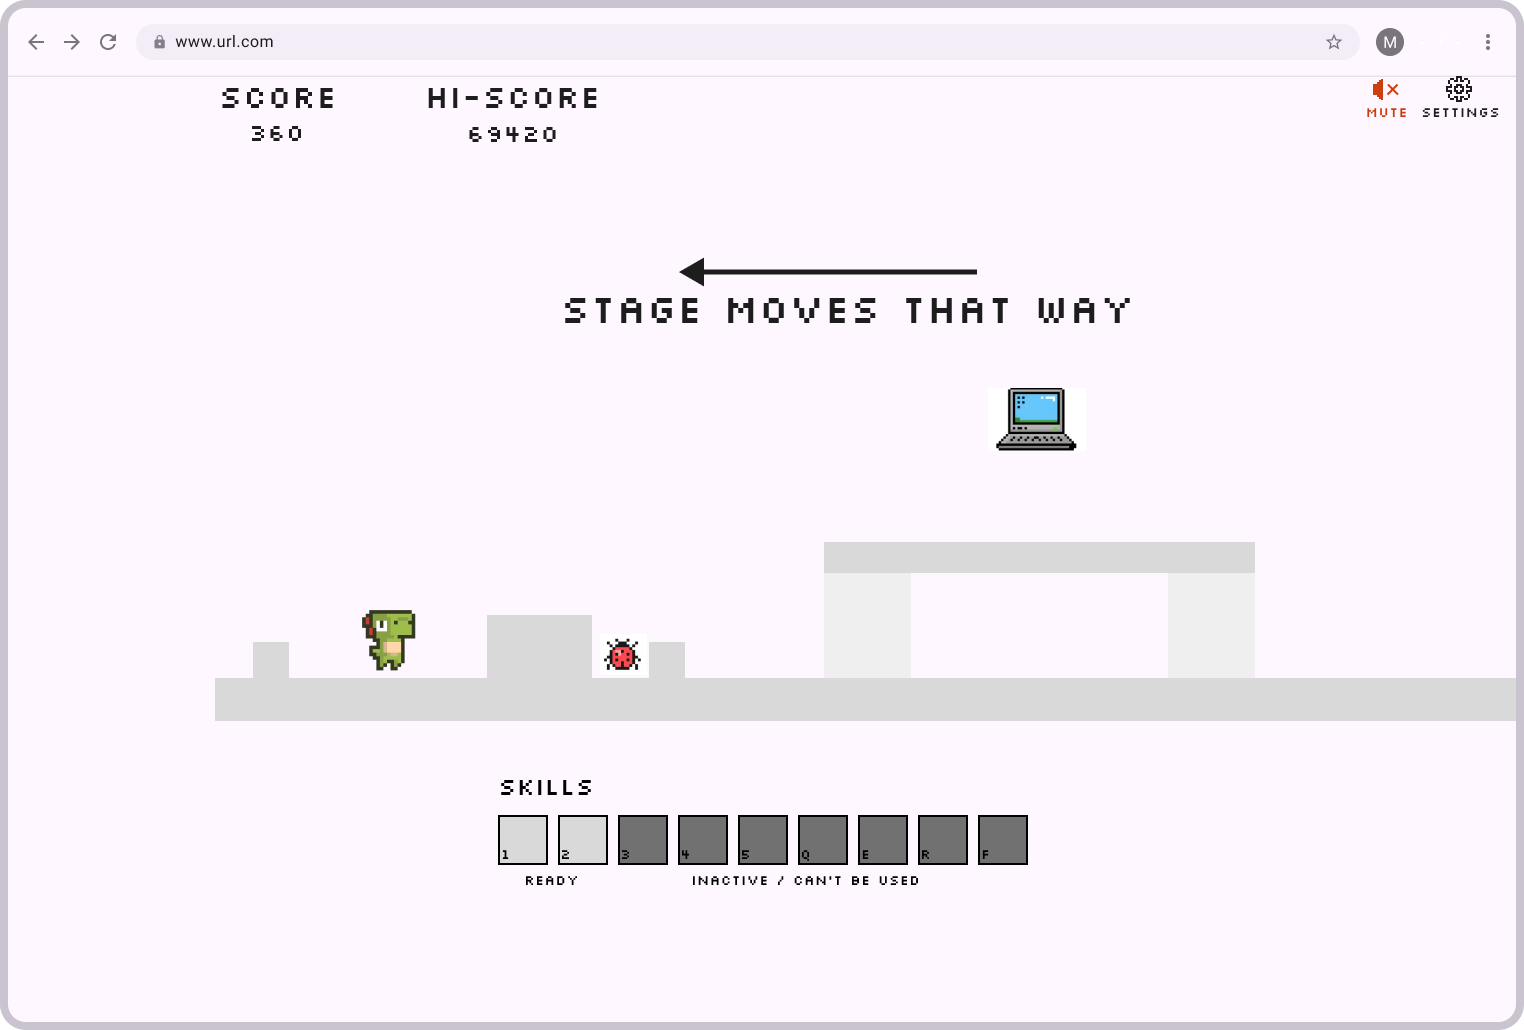 www.url.com
M
SCORE
360
HI-SCORE
69420
MUTE
SETTINGS
STAGE MOVES THAT WAY
SKILLS
1
2
3
4
5
Q
E
R
F
READY
INACTIVE / CAN'T BE USED